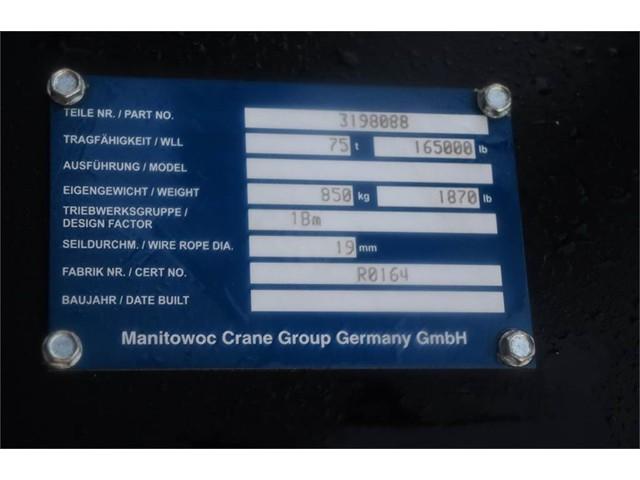 TEILE NR. / PART NO. 3198088
TRAGFÄHIGKEIT / WLL 75 t 165000 lb
AUSFÜHRUNG / MODEL
EIGENGEWICHT / WEIGHT 850 kg 1870 lb
TRIEBWERKSGRUPPE /
DESIGN FACTOR 1Bm
SEILDURCHM. / WIRE ROPE DIA. 19 mm
FABRIK NR. / CERT NO. R0164
BAUJAHR / DATE BUILT
Manitowoc Crane Group Germany GmbH